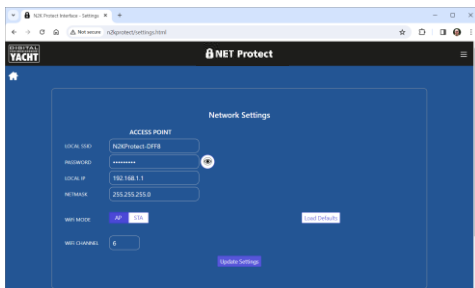 N2K Protect Interface - Settings
Not secure n2kprotect/settings.html
DIGITAL
YACHT
NET Protect
Network Settings
ACCESS POINT
LOCAL SSID N2KProtect-DFF8
PASSWORD •••••••••
LOCAL IP 192.168.1.1
NETMASK 255.255.255.0
WIFI MODE AP STA Load Defaults
WIFI CHANNEL 6
Update Settings